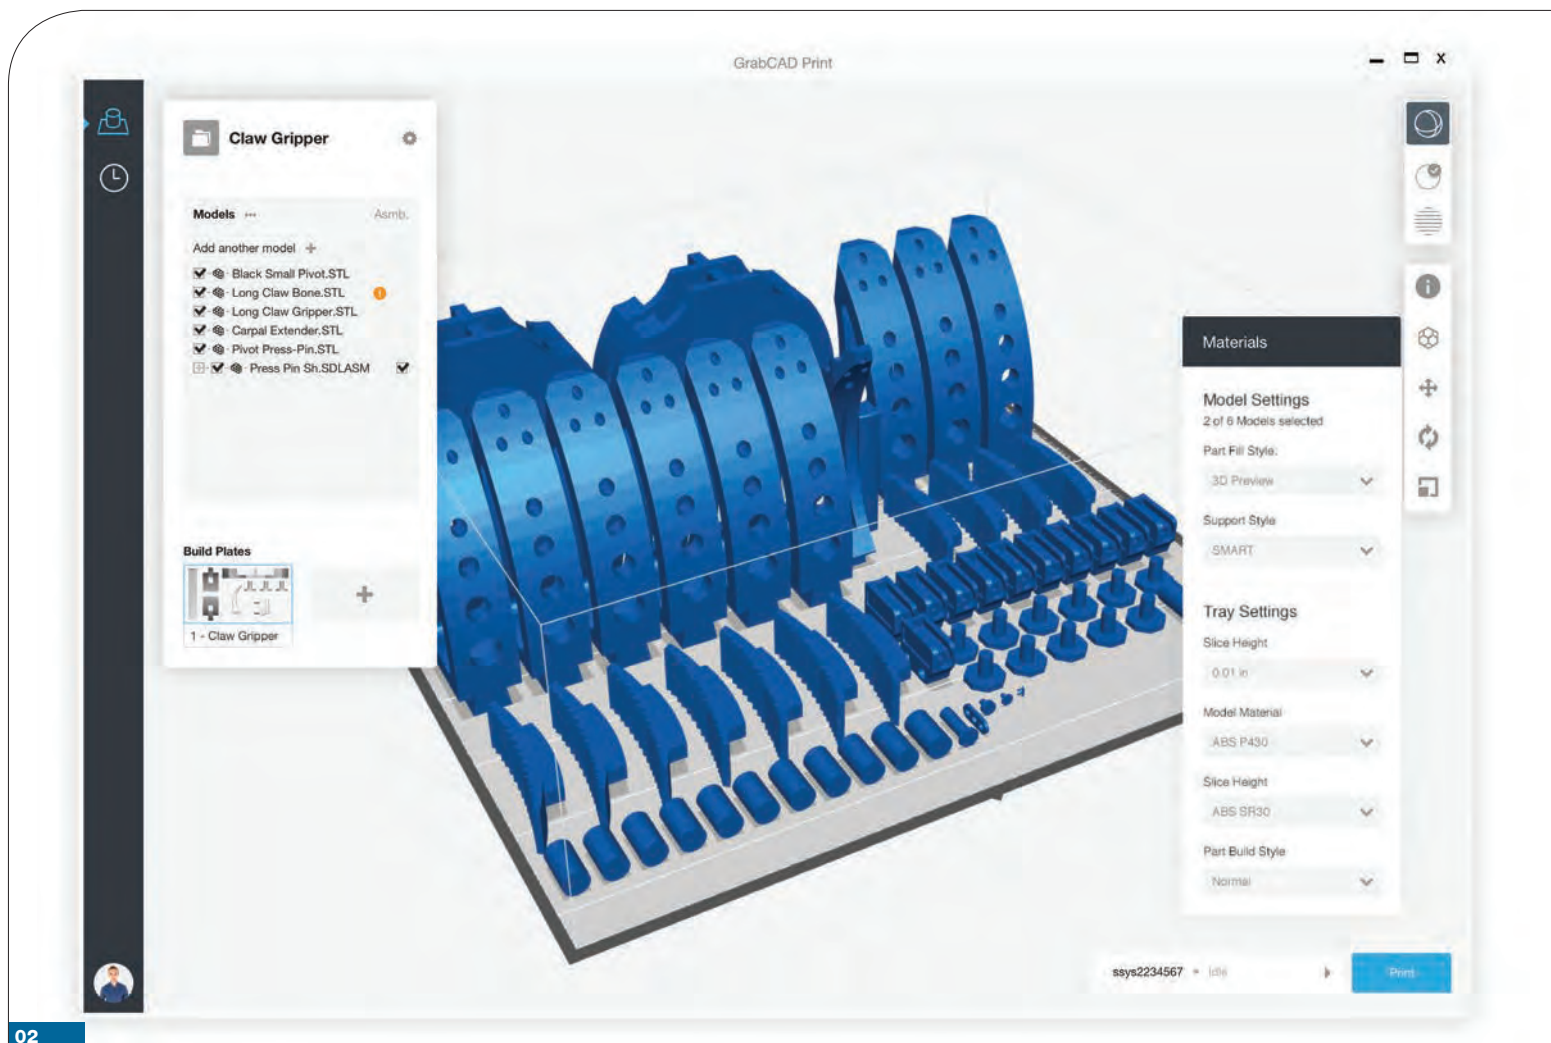 GrabCAD Print
X
Claw Gripper
Models ···
Asmb.
Add another model +
Black Small Pivot.STL
Long Claw Bone.STL
Long Claw Gripper.STL
Carpal Extender.STL
Pivot Press-Pin.STL
Press Pin Sh.SDLASM
Build Plates
1 - Claw Gripper
Materials
Model Settings
2 of 6 Models selected
Part Fill Style:
3D Preview
Support Style
SMART
Tray Settings
Slice Height
0.01 in
Model Material
ABS P430
Slice Height
ABS SR30
Part Build Style
Normal
ssys2234567 • Idle
Print
02